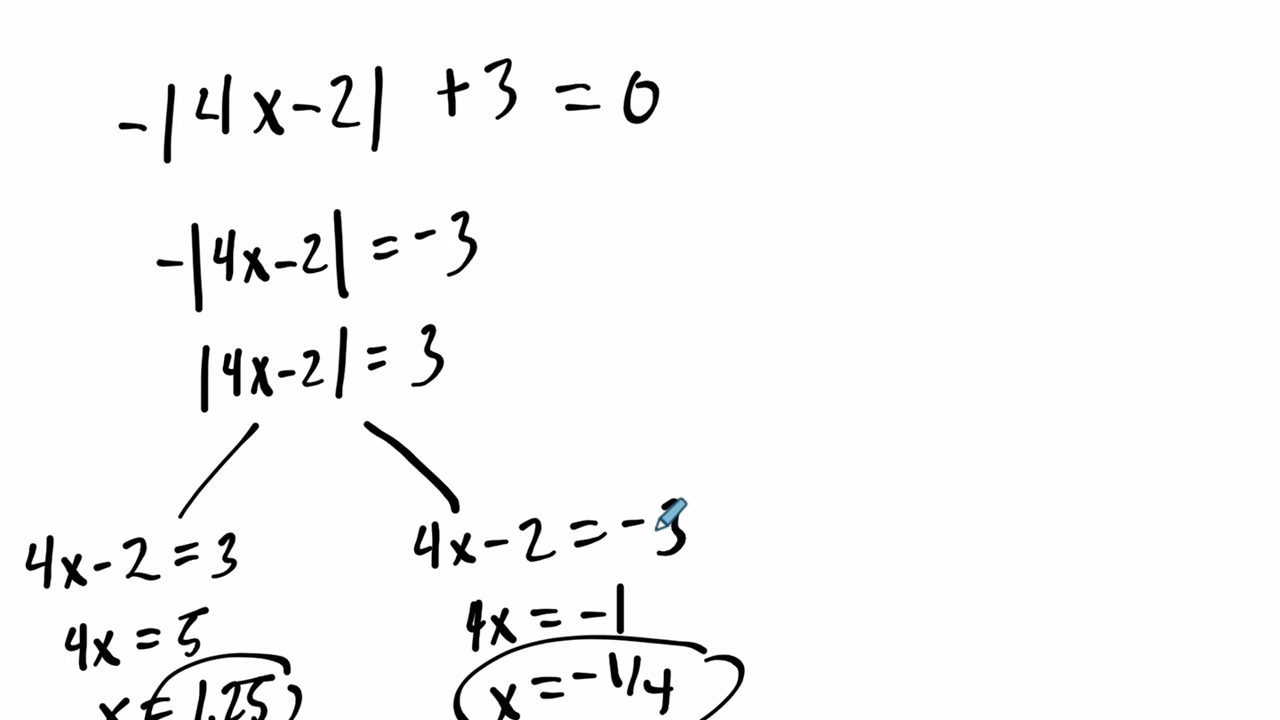 -|4x-2| +3 = 0
-|4x-2| = -3
|4x-2| = 3
4x-2 = 3
4x = 5
x = 1.25
4x-2 = -3
4x = -1
x = -1/4